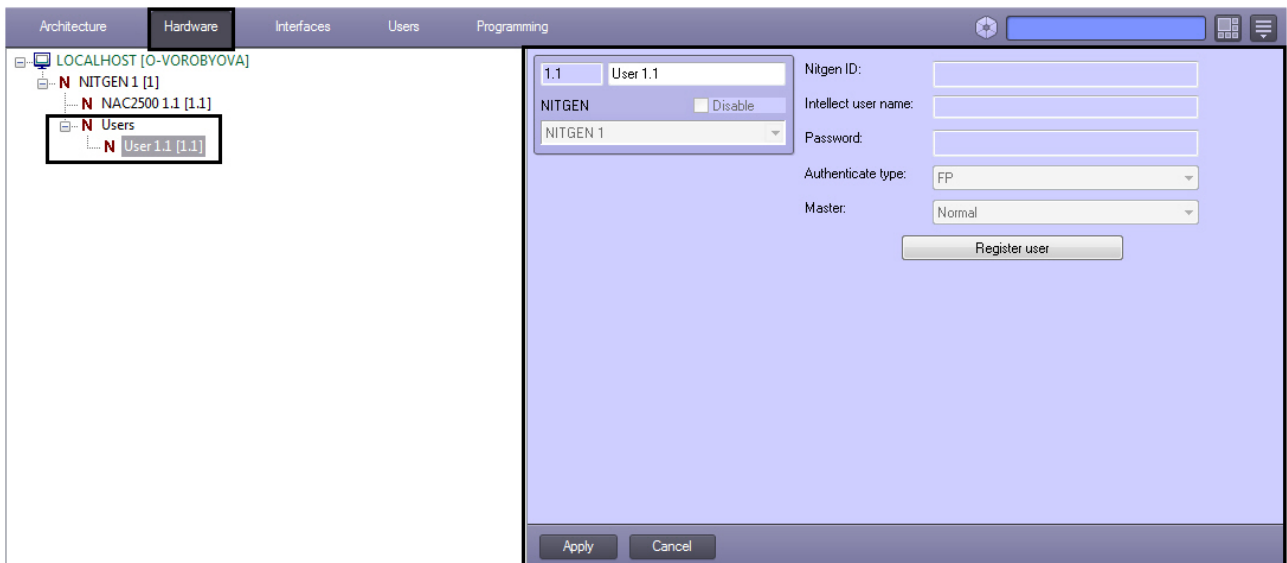 Architecture Hardware Interfaces Users Programming
LOCALHOST [O-VOROBYOVA]
N NITGEN 1 [1]
N NAC2500 1.1 [1.1]
N Users
N User 1.1 [1.1]
1.1 User 1.1
NITGEN Disable
NITGEN 1
Nitgen ID:
Intellect user name:
Password:
Authenticate type: FP
Master: Normal
Register user
Apply Cancel